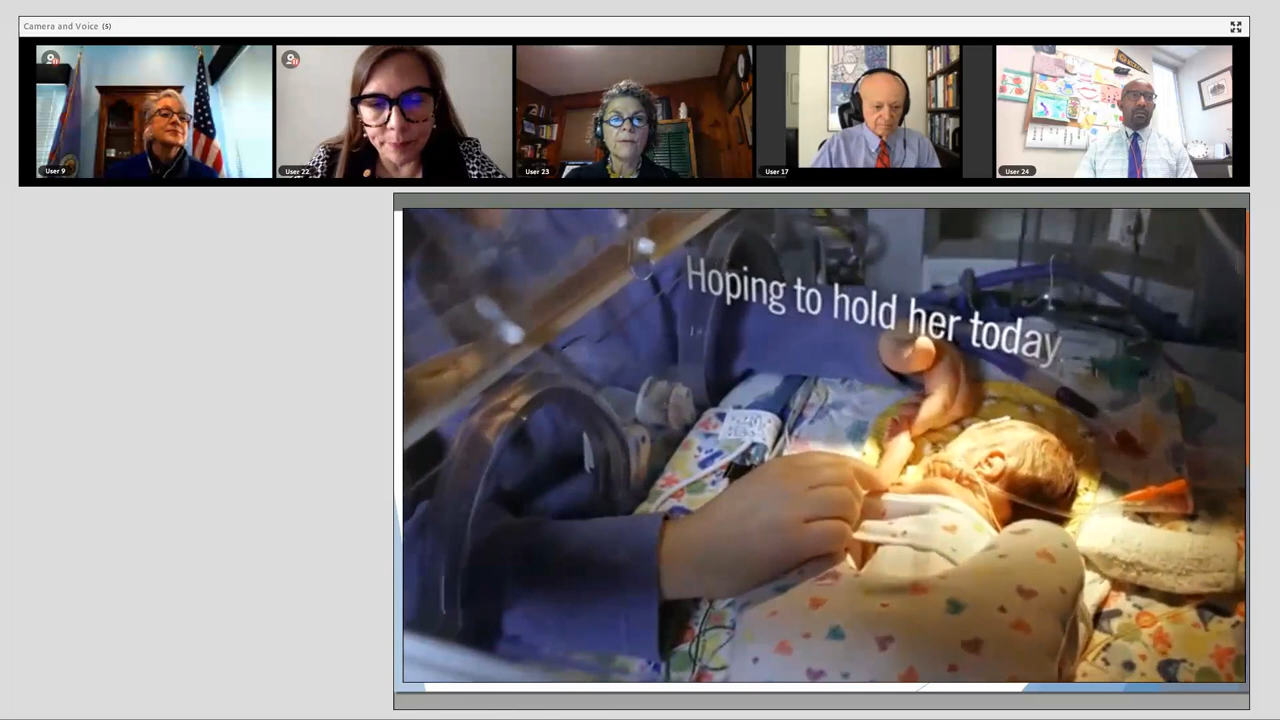 Camera and Voice (5)
User 9
User 22
User 23
User 17
User 24
Hoping to hold her today